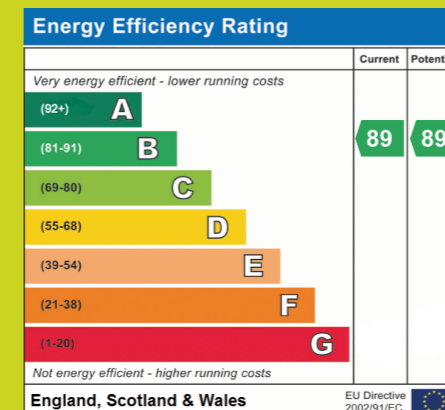 Energy Efficiency Rating
Current Potent
Very energy efficient - lower running costs
(92+) A
(81-91) B 89 89
(69-80) C
(55-68) D
(39-54) E
(21-38) F
(1-20) G
Not energy efficient - higher running costs
England, Scotland & Wales
EU Directive
2002/91/EC